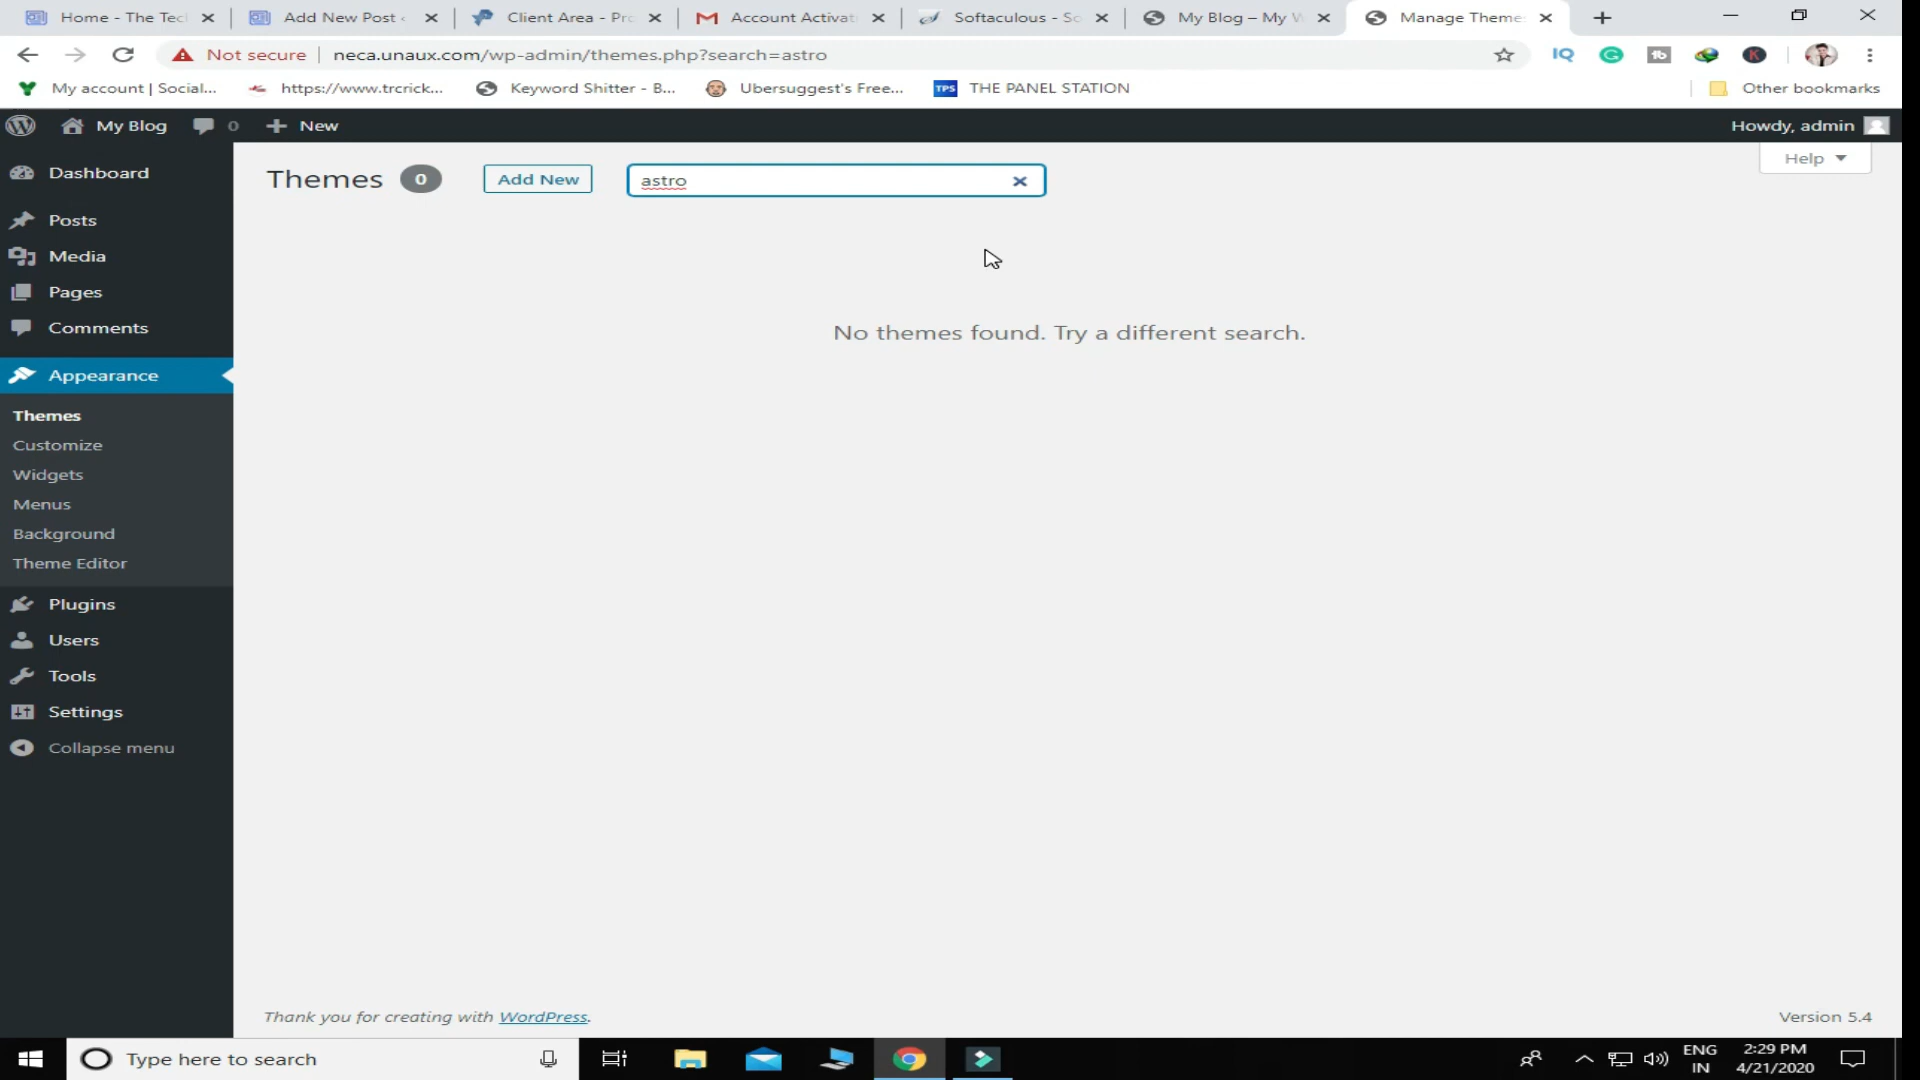 Home - The Tec
Add New Post
Client Area - Pro
Account Activat
Softaculous - So
My Blog – My W
Manage Theme
Not secure
neca.unaux.com/wp-admin/themes.php?search=astro
IQ
G
tb
K
My account | Social...
https://www.trcrick...
Keyword Shitter - B...
Ubersuggest's Free...
TPS
THE PANEL STATION
Other bookmarks
My Blog
0
New
Howdy, admin
Dashboard
Posts
Media
Pages
Comments
Appearance
Themes
Customize
Widgets
Menus
Background
Theme Editor
Plugins
Users
Tools
Settings
Collapse menu
Themes
0
Add New
astro
Help
No themes found. Try a different search.
Thank you for creating with WordPress.
Version 5.4
Type here to search
ENG
IN
2:29 PM
4/21/2020